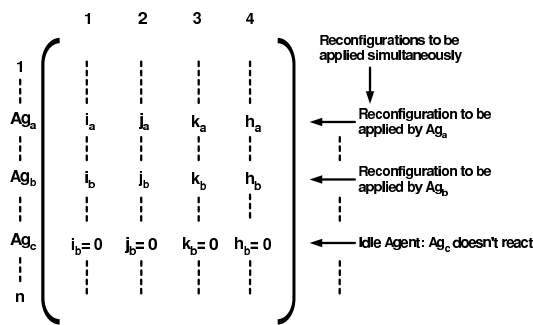 1 2 3 4
Reconfigurations to be
applied simultaneously
1
Ag_a i_a j_a k_a h_a Reconfiguration to be
applied by Ag_a
Ag_b i_b j_b k_b h_b Reconfiguration to be
applied by Ag_b
Ag_c i_b= 0 j_b= 0 k_b= 0 h_b= 0 Idle Agent: Ag_c doesn't react
n